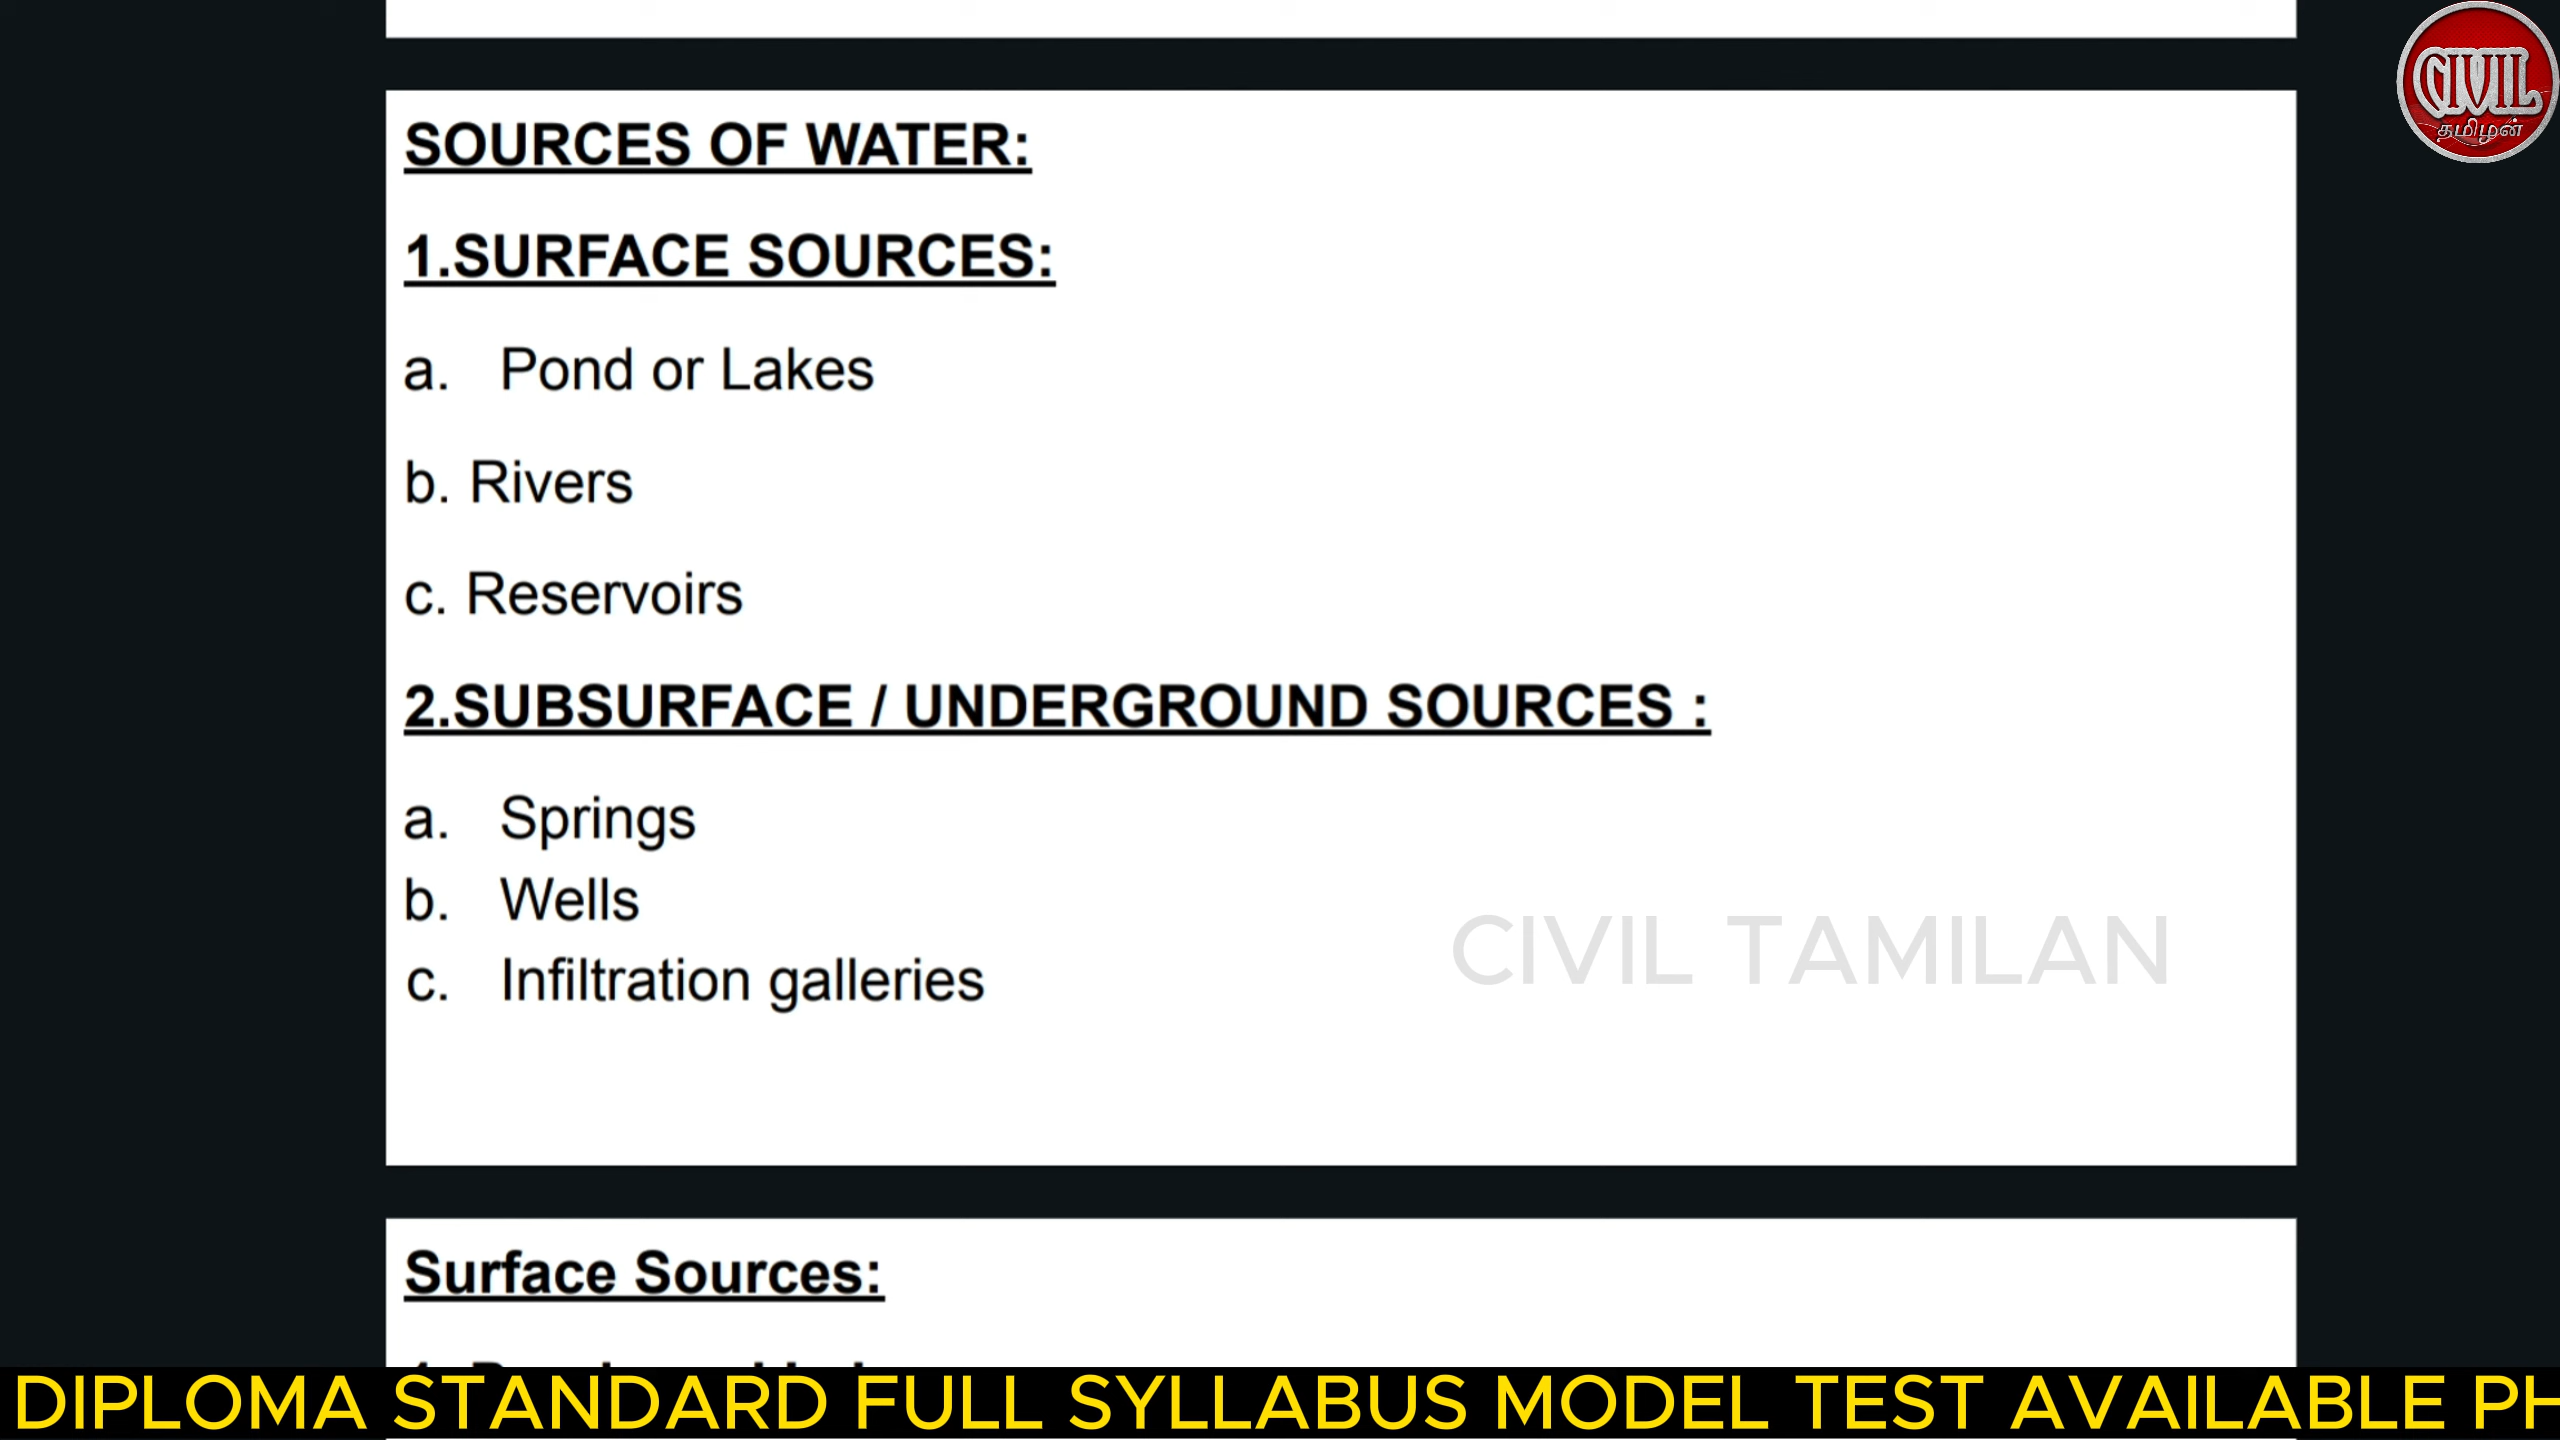 CIVIL
தமிழன்
SOURCES OF WATER:
1.SURFACE SOURCES:
a. Pond or Lakes
b. Rivers
c. Reservoirs
2.SUBSURFACE / UNDERGROUND SOURCES :
a. Springs
b. Wells
c. Infiltration galleries
CIVIL TAMILAN
Surface Sources:
DIPLOMA STANDARD FULL SYLLABUS MODEL TEST AVAILABLE PH